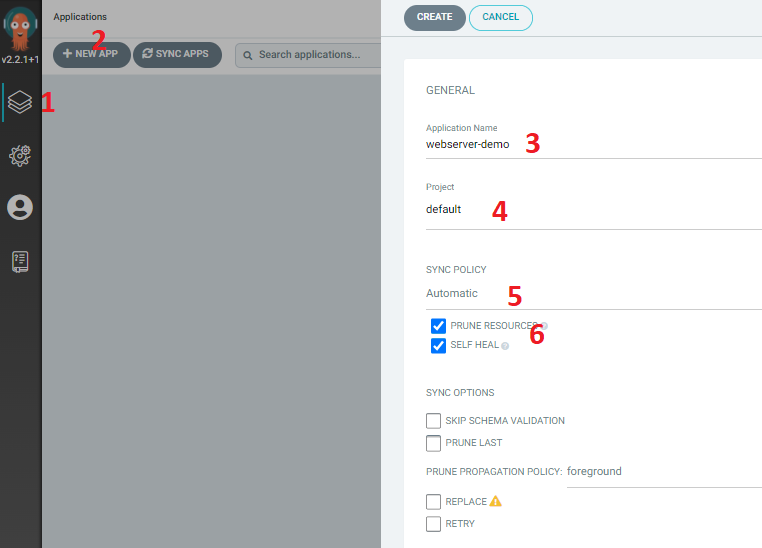 Applications
CREATE
CANCEL
2
NEW APP
SYNC APPS
Search applications...
v2.2.1+1
1
GENERAL
Application Name
webserver-demo
3
Project
default
4
SYNC POLICY
Automatic
5
PRUNE RESOURCES
6
SELF HEAL
SYNC OPTIONS
SKIP SCHEMA VALIDATION
PRUNE LAST
PRUNE PROPAGATION POLICY: foreground
REPLACE
RETRY